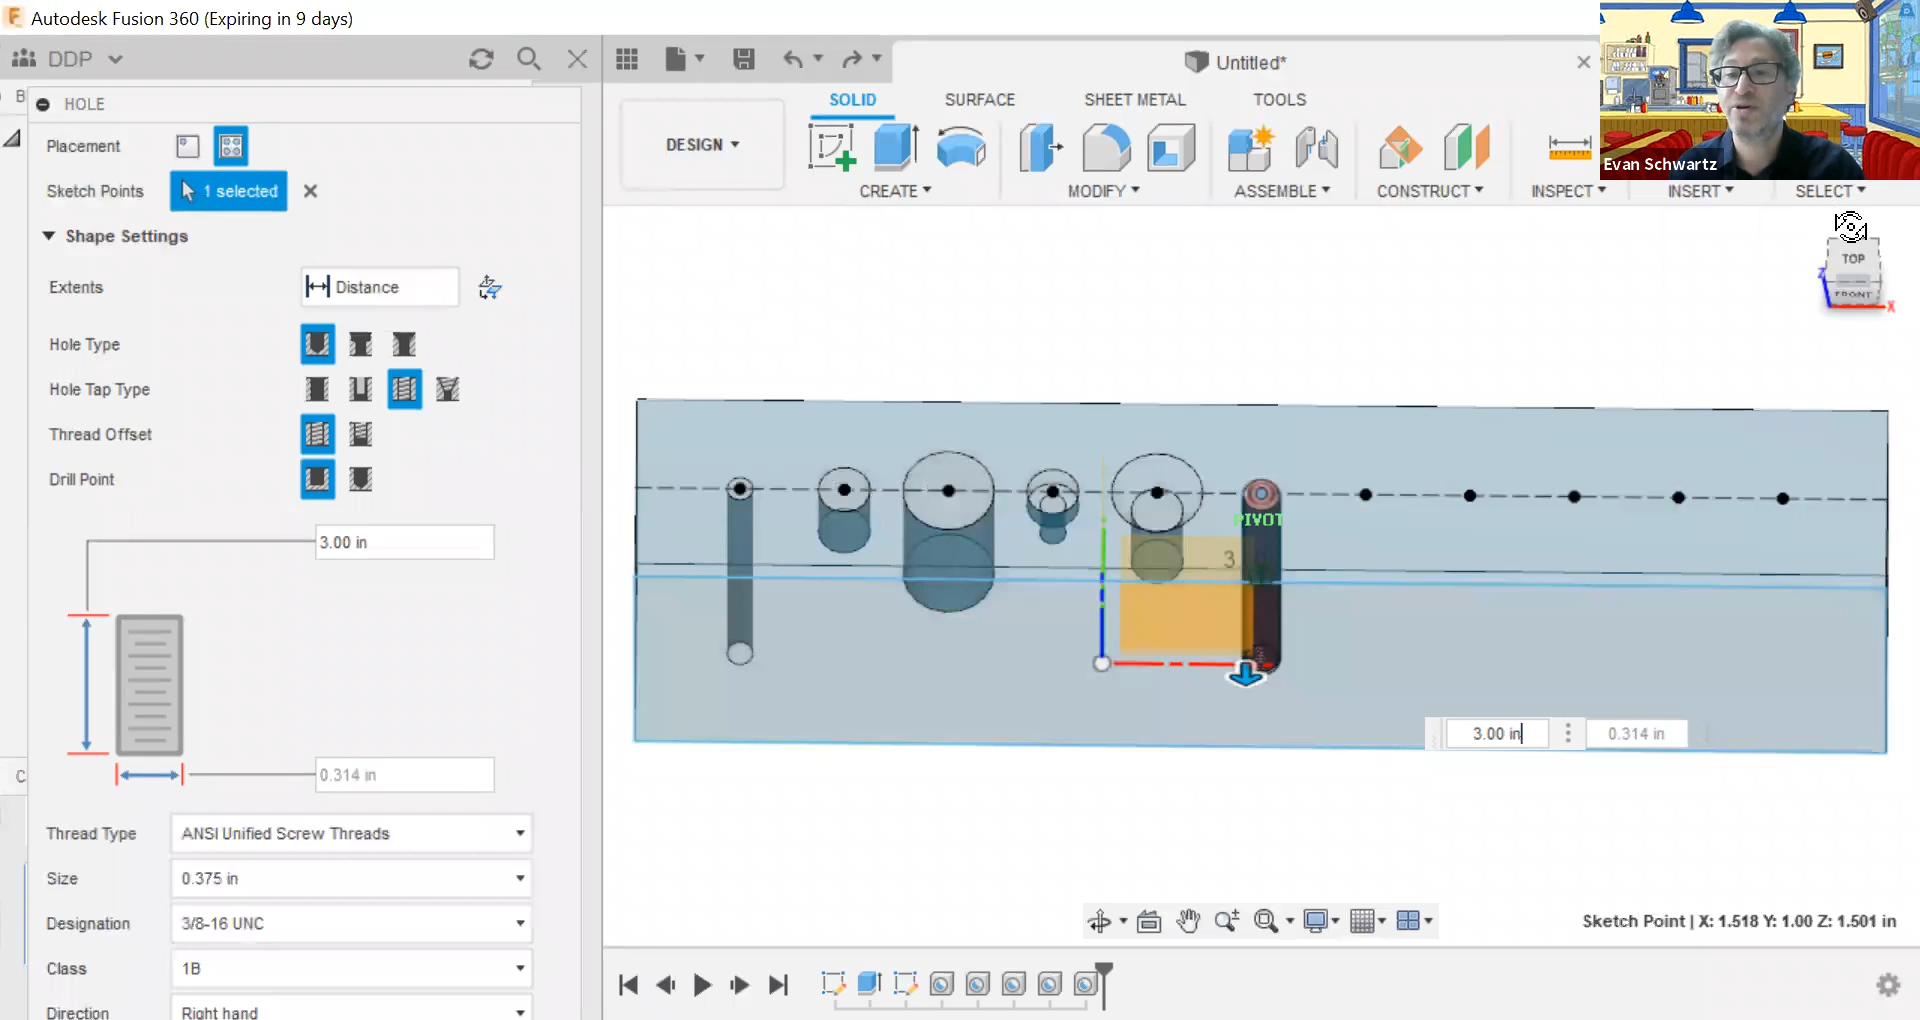 Autodesk Fusion 360 (Expiring in 9 days)
DDP
Untitled*
B
HOLE
SOLID
SURFACE
SHEET METAL
TOOLS
Placement
DESIGN
Evan Schwartz
Sketch Points
1 selected
CREATE
MODIFY
ASSEMBLE
CONSTRUCT
INSPECT
INSERT
SELECT
Shape Settings
TOP
FRONT
Z
X
Extents
Distance
Hole Type
Hole Tap Type
Thread Offset
Drill Point
PIVOT
3.00 in
3
3.00 in
0.314 in
C
0.314 in
Thread Type
ANSI Unified Screw Threads
Size
0.375 in
Designation
3/8-16 UNC
Sketch Point | X: 1.518 Y: 1.00 Z: 1.501 in
Class
1B
Direction
Right hand